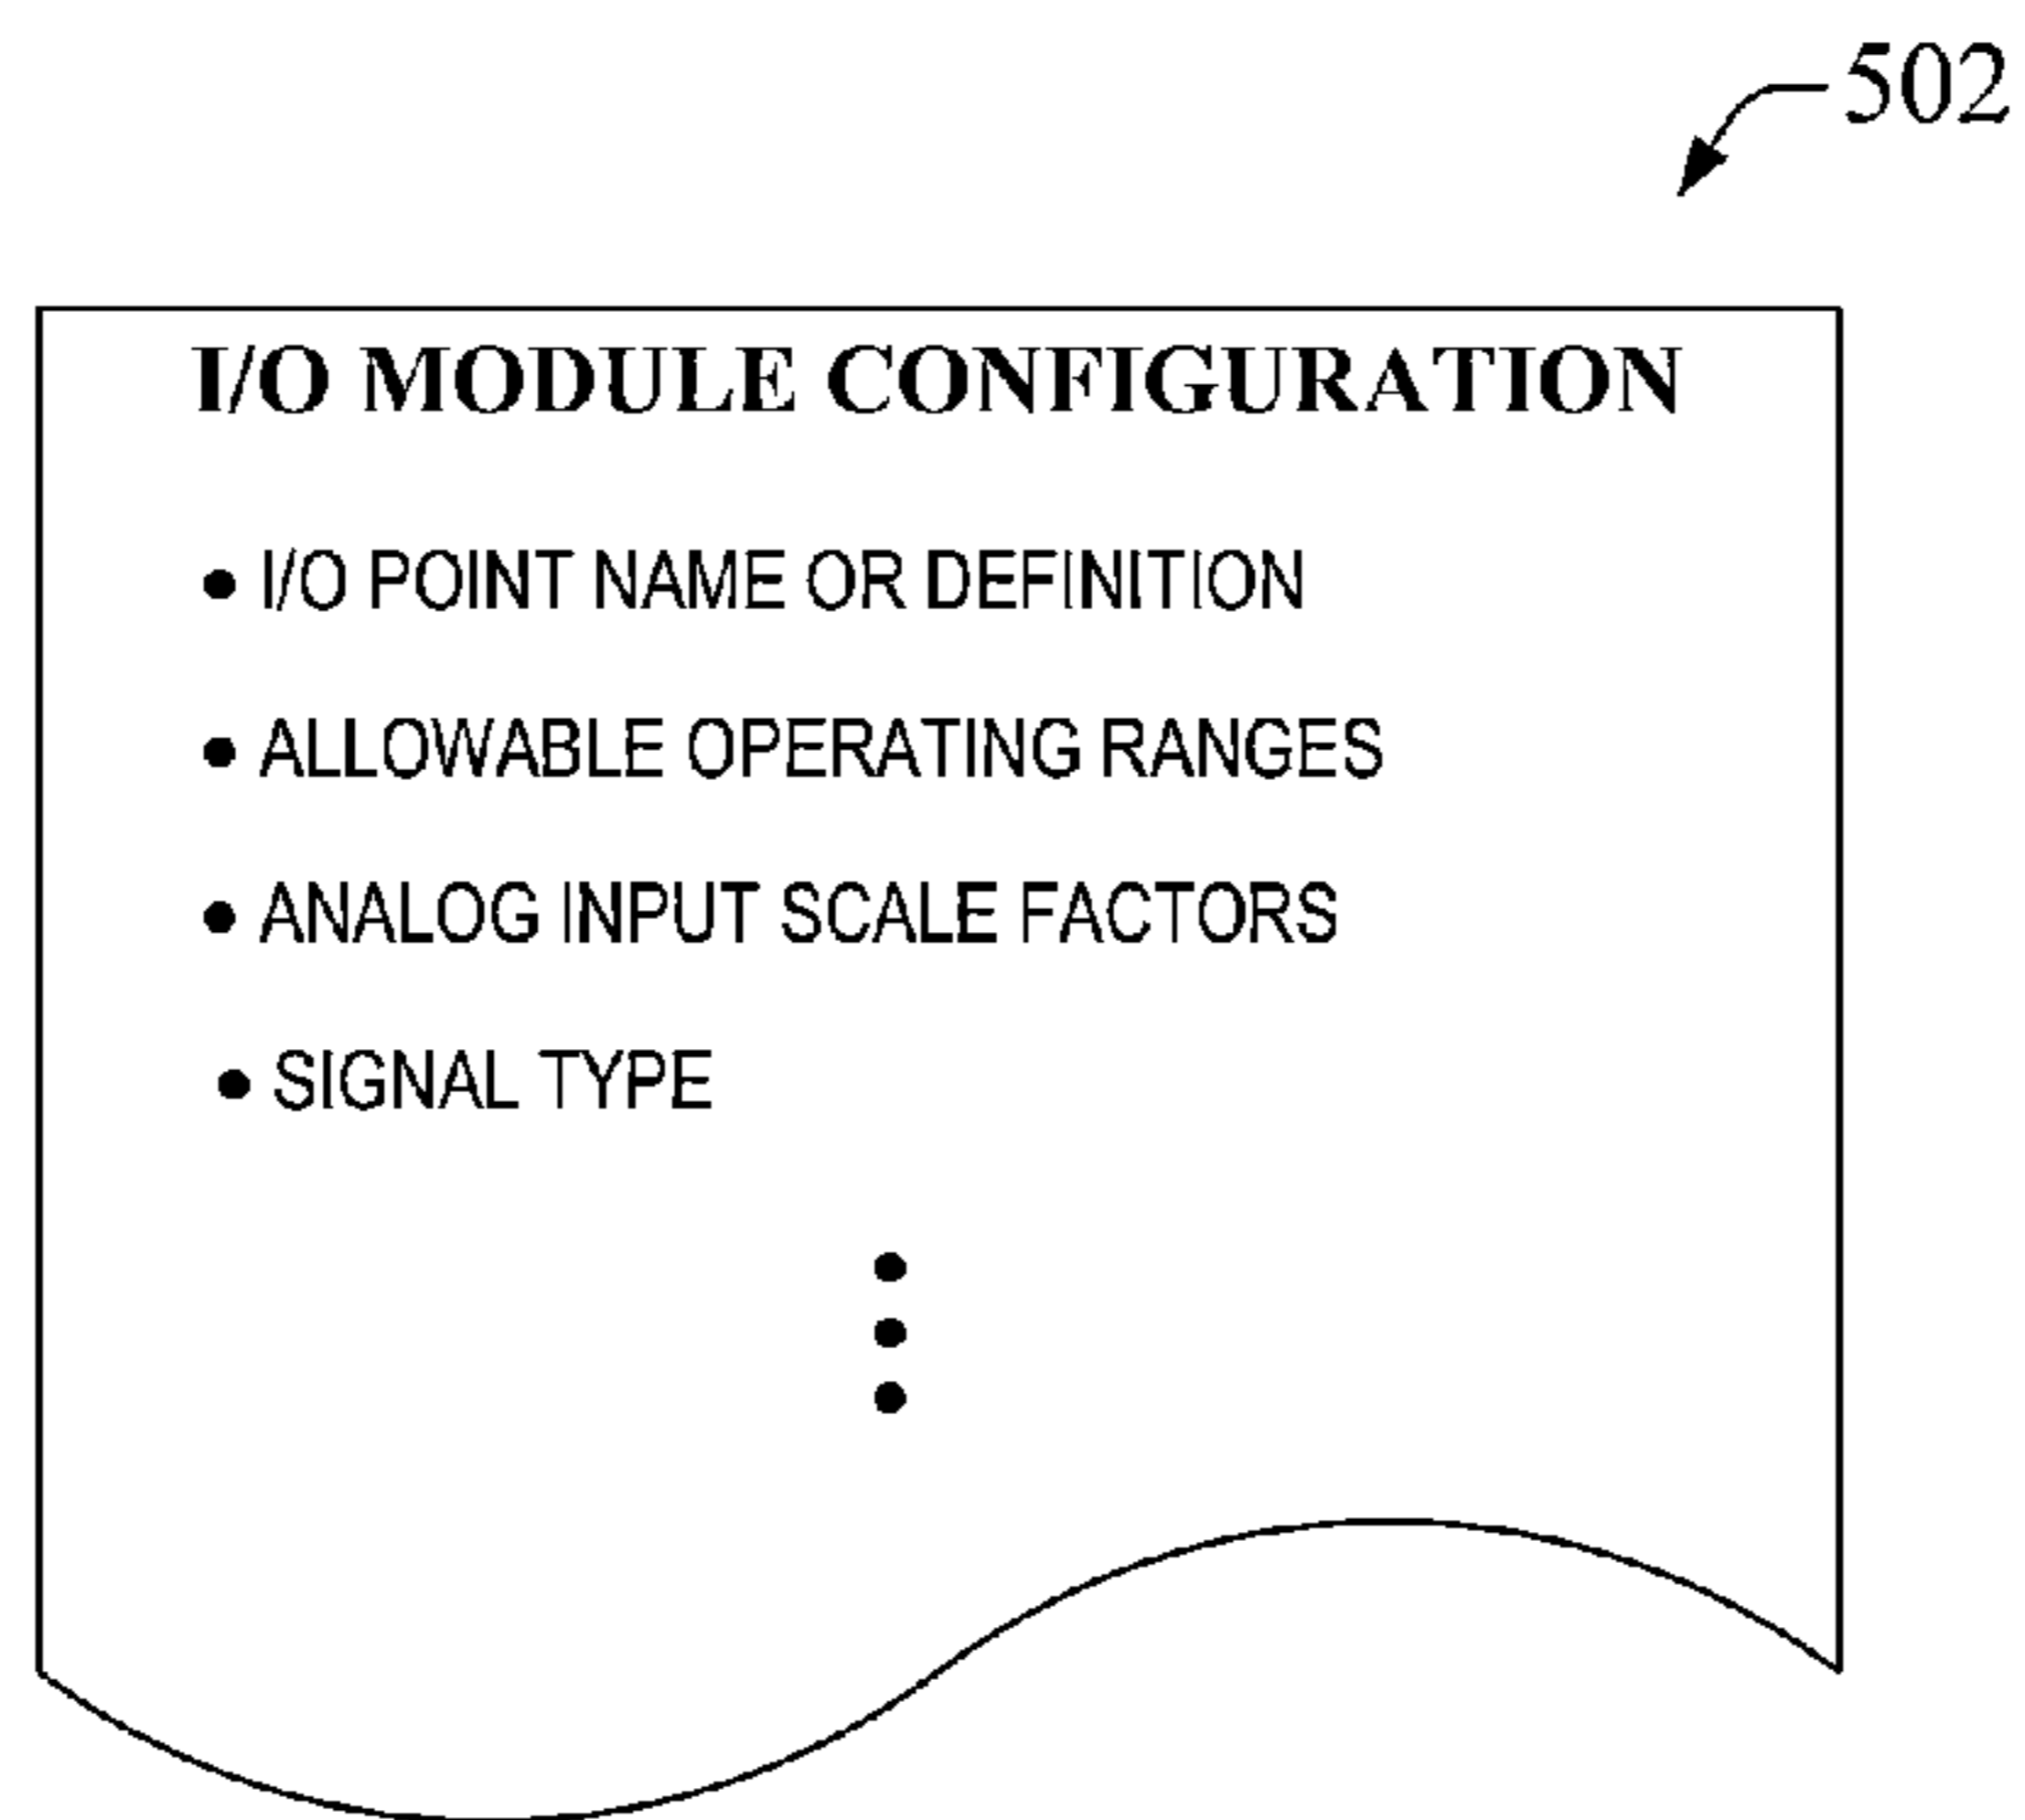 502
I/O MODULE CONFIGURATION
• I/O POINT NAME OR DEFINITION
• ALLOWABLE OPERATING RANGES
• ANALOG INPUT SCALE FACTORS
• SIGNAL TYPE